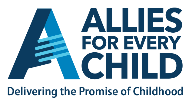 ALLIES
FOR EVERY
CHILD
Delivering the Promise of Childhood